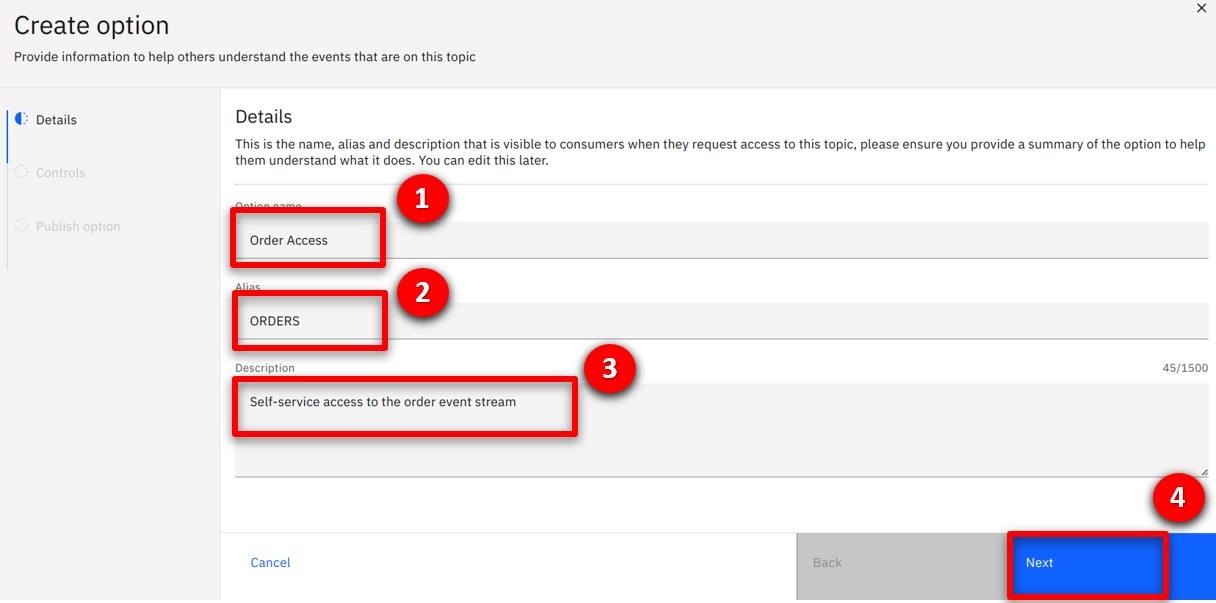 Create option
Provide information to help others understand the events that are on this topic
Details
Controls
Publish option
Details
This is the name, alias and description that is visible to consumers when they request access to this topic, please ensure you provide a summary of the option to help
them understand what it does. You can edit this later.
Option name
1
Order Access
Alias
2
ORDERS
Description
3
45/1500
Self-service access to the order event stream
4
Cancel
Back
Next